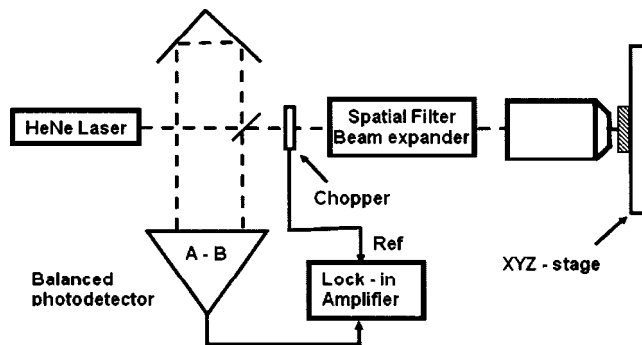 HeNe Laser
Spatial Filter
Beam expander
Chopper
A - B
Ref
XYZ - stage
Balanced
photodetector
Lock - in
Amplifier